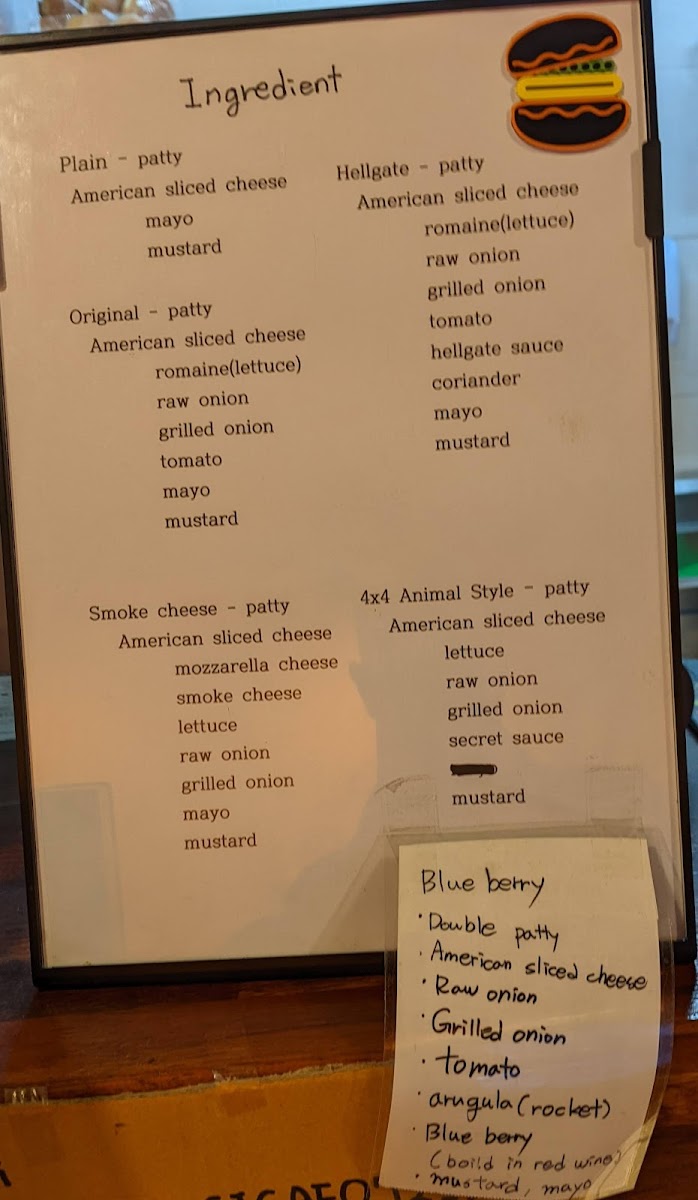 Ingredient
Plain - patty
American sliced cheese
mayo
mustard
Original - patty
American sliced cheese
romaine(lettuce)
raw onion
grilled onion
tomato
mayo
mustard
Smoke cheese - patty
American sliced cheese
mozzarella cheese
smoke cheese
lettuce
raw onion
grilled onion
mayo
mustard
Hellgate - patty
American sliced cheese
romaine(lettuce)
raw onion
grilled onion
tomato
hellgate sauce
coriander
mayo
mustard
4x4 Animal Style - patty
American sliced cheese
lettuce
raw onion
grilled onion
secret sauce
mustard
Blue berry
· Double patty
· American sliced cheese
· Raw onion
· Grilled onion
· tomato
· arugula(rocket)
· Blue berry
(boild in red wine)
· mustard, mayo